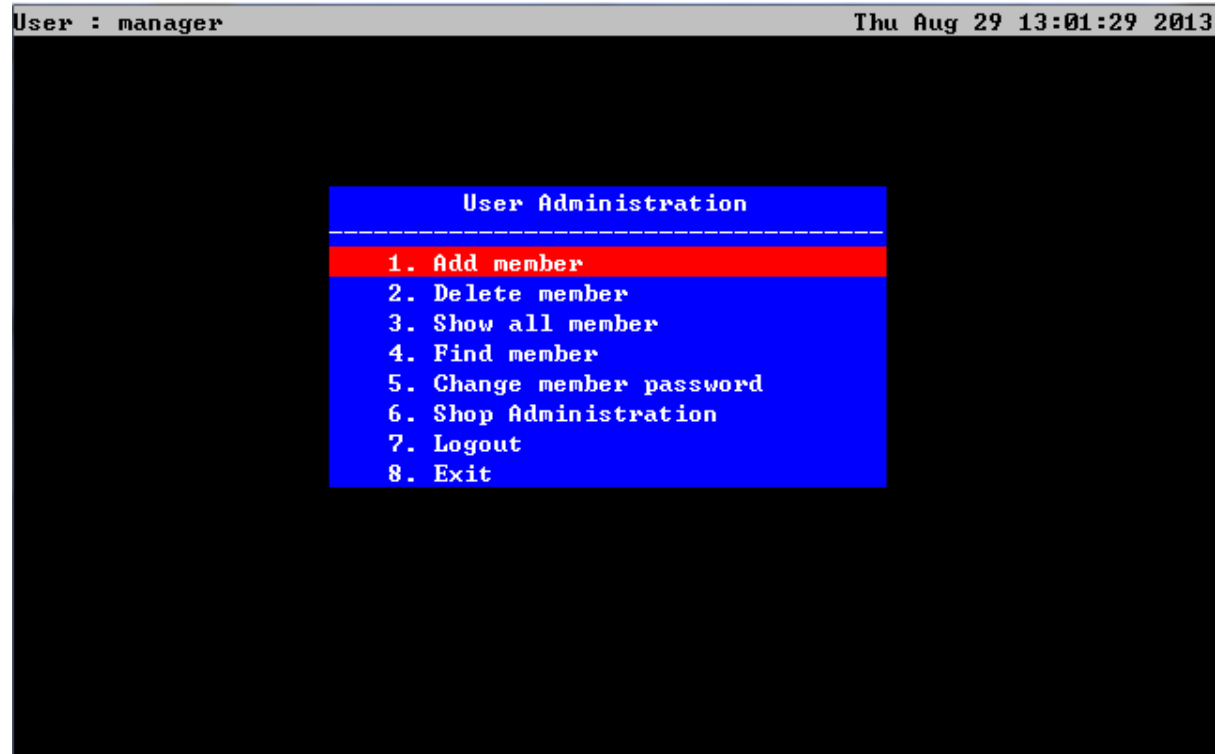 User : manager Thu Aug 29 13:01:29 2013
User Administration
-------------------------------------
1. Add member
2. Delete member
3. Show all member
4. Find member
5. Change member password
6. Shop Administration
7. Logout
8. Exit